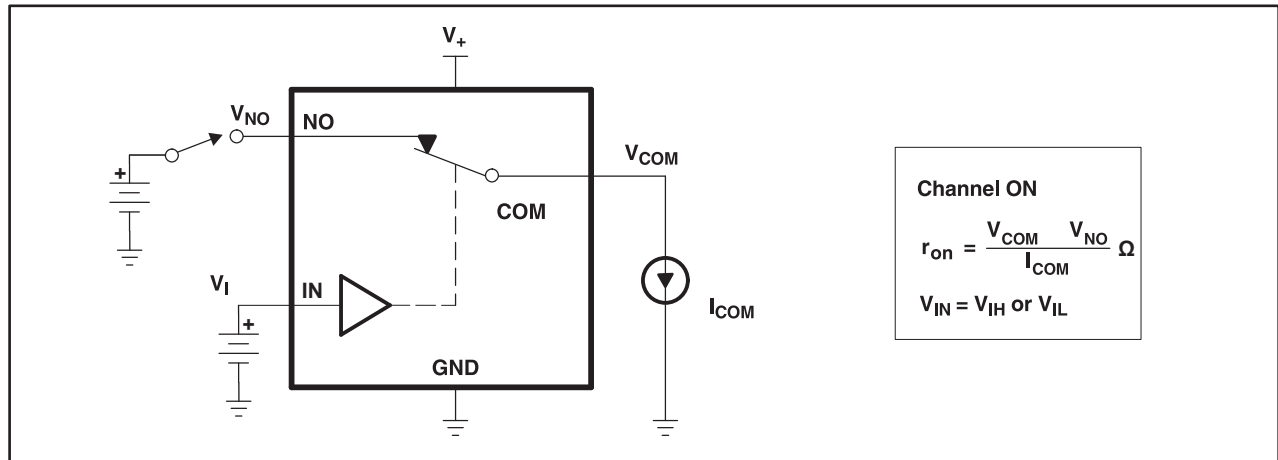 V+
VNO
NO
VCOM
+
COM
VI
IN
+
ICOM
GND
Channel ON
ron = VCOM VNO / ICOM Ω
VIN = VIH or VIL